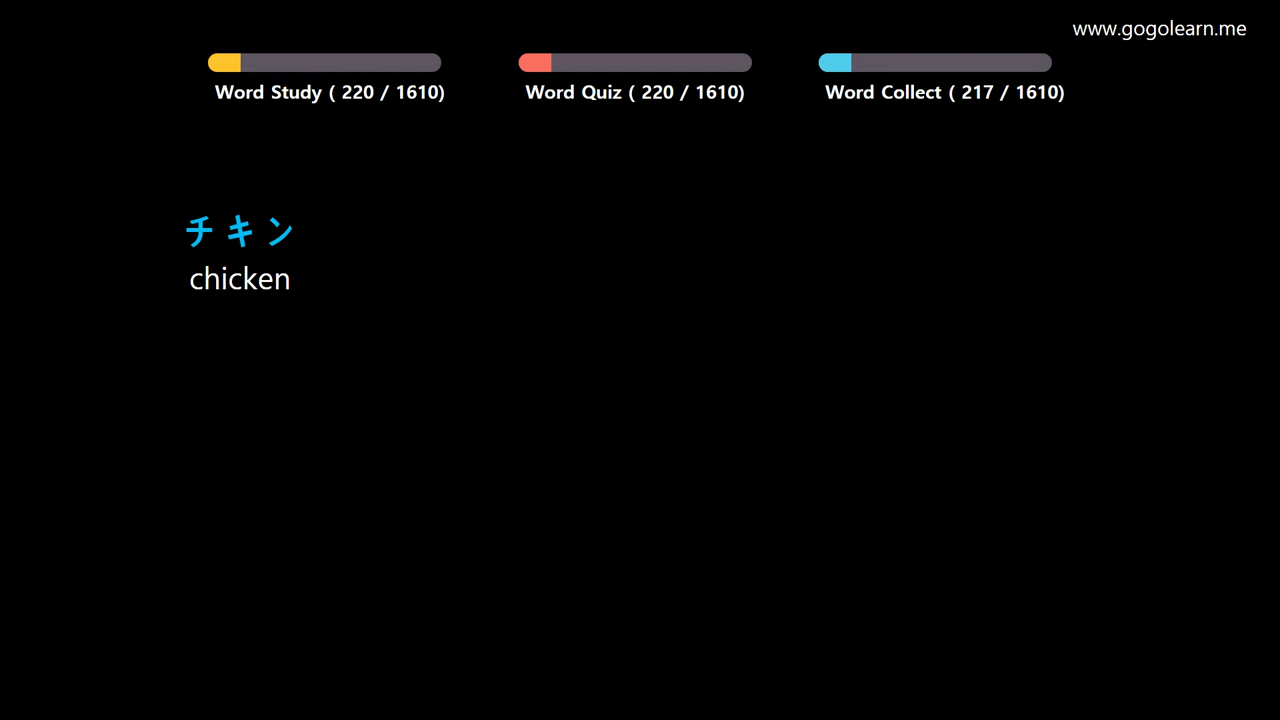 www.gogolearn.me
Word Study ( 220 / 1610)
Word Quiz ( 220 / 1610)
Word Collect ( 217 / 1610)
チキン
chicken